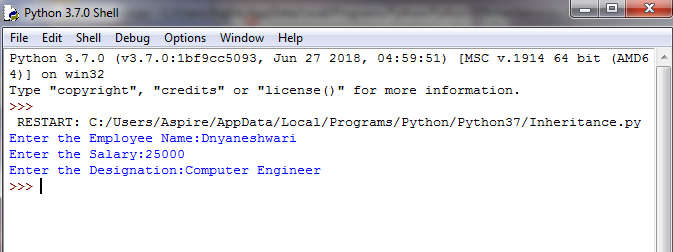 Python 3.7.0 Shell
File Edit Shell Debug Options Window Help
Python 3.7.0 (v3.7.0:1bf9cc5093, Jun 27 2018, 04:59:51) [MSC v.1914 64 bit (AMD6
4)] on win32
Type "copyright", "credits" or "license()" for more information.
>>>
 RESTART: C:/Users/Aspire/AppData/Local/Programs/Python/Python37/Inheritance.py
Enter the Employee Name:Dnyaneshwari
Enter the Salary:25000
Enter the Designation:Computer Engineer
>>>